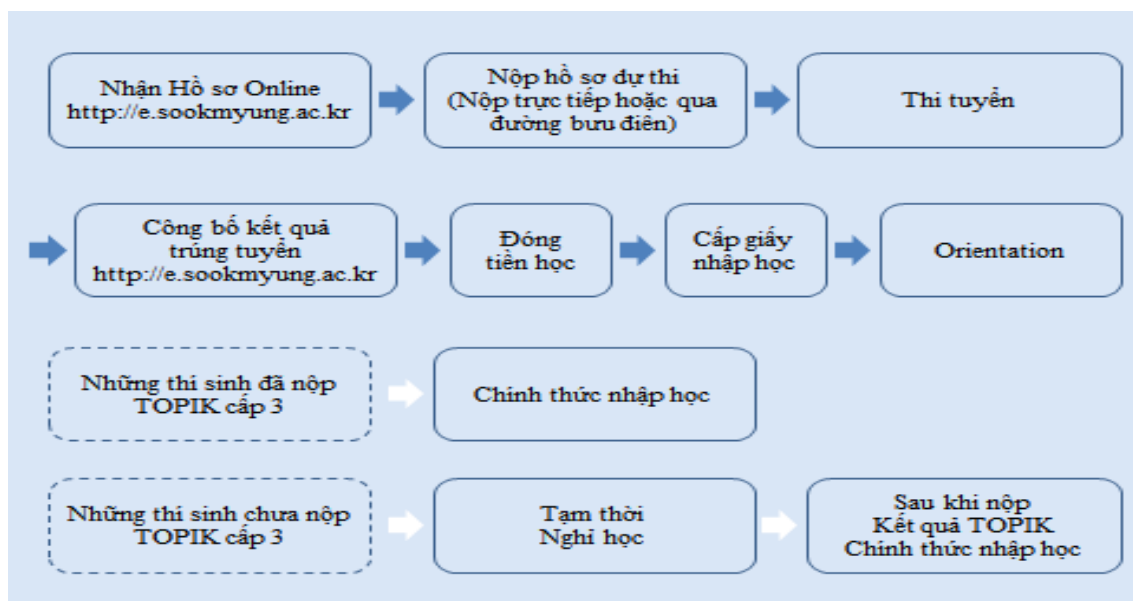 Nhận Hồ sơ Online
http://e.sookmyung.ac.kr
Nộp hồ sơ dự thi
(Nộp trực tiếp hoặc qua
đường bưu điên)
Thi tuyển
Công bố kết quả
trúng tuyển
http://e.sookmyung.ac.kr
Đóng
tiền học
Cấp giấy
nhập học
Orientation
Những thí sinh đã nộp
TOPIK cấp 3
Chính thức nhập học
Những thí sinh chưa nộp
TOPIK cấp 3
Tạm thời
Nghỉ học
Sau khi nộp
Kết quả TOPIK
Chính thức nhập học